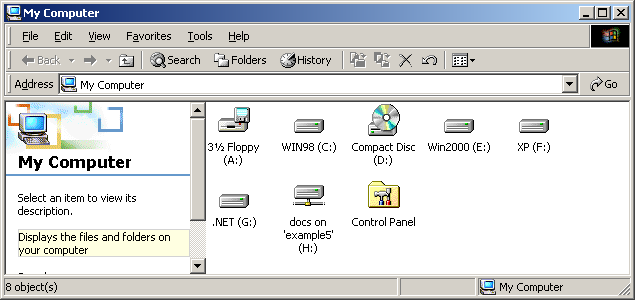 My Computer
File Edit View Favorites Tools Help
Back Search Folders History
Address My Computer Go
My Computer
Select an item to view its
description.
Displays the files and folders on
your computer
3½ Floppy
(A:)
WIN98 (C:)
Compact Disc
(D:)
Win2000 (E:)
XP (F:)
.NET (G:)
docs on
'example5'
(H:)
Control Panel
8 object(s)
My Computer